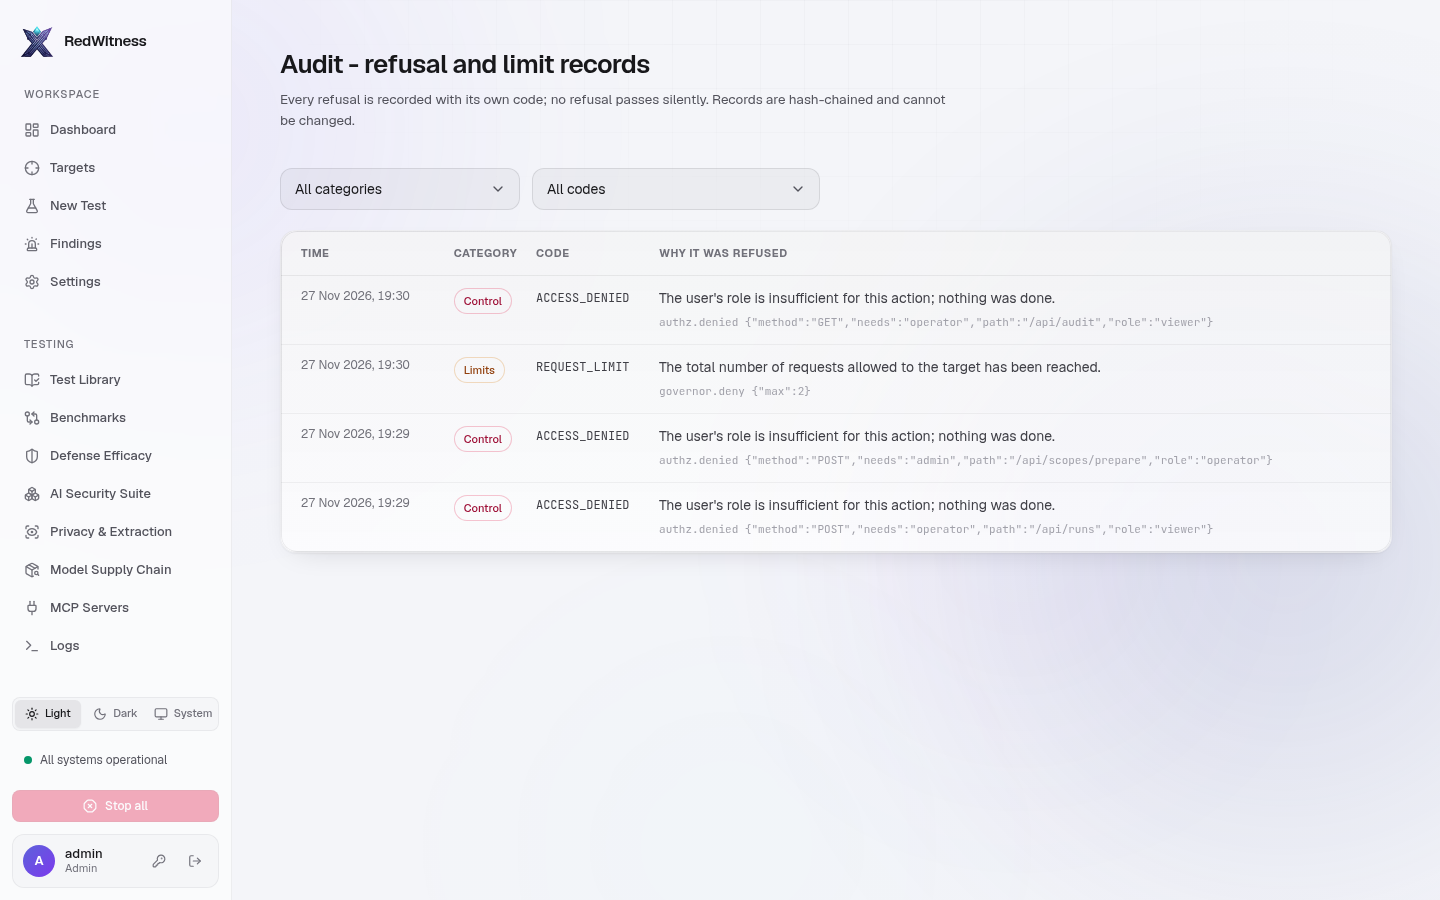 RedWitness
WORKSPACE
Dashboard
Targets
New Test
Findings
Settings
TESTING
Test Library
Benchmarks
Defense Efficacy
AI Security Suite
Privacy & Extraction
Model Supply Chain
MCP Servers
Logs
Light Dark System
All systems operational
Stop all
A
admin
Admin
Audit - refusal and limit records
Every refusal is recorded with its own code; no refusal passes silently. Records are hash-chained and cannot
be changed.
All categories All codes
TIME CATEGORY CODE WHY IT WAS REFUSED
27 Nov 2026, 19:30 Control ACCESS_DENIED The user's role is insufficient for this action; nothing was done.
authz.denied {"method":"GET","needs":"operator","path":"/api/audit","role":"viewer"}
27 Nov 2026, 19:30 Limits REQUEST_LIMIT The total number of requests allowed to the target has been reached.
governor.deny {"max":2}
27 Nov 2026, 19:29 Control ACCESS_DENIED The user's role is insufficient for this action; nothing was done.
authz.denied {"method":"POST","needs":"admin","path":"/api/scopes/prepare","role":"operator"}
27 Nov 2026, 19:29 Control ACCESS_DENIED The user's role is insufficient for this action; nothing was done.
authz.denied {"method":"POST","needs":"operator","path":"/api/runs","role":"viewer"}